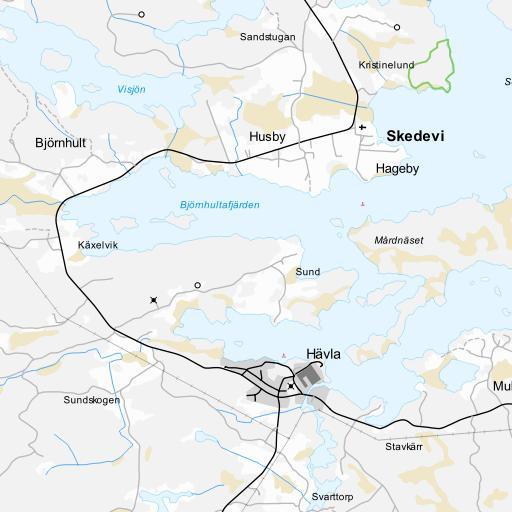 Sandstugan
Kristinelund
Visjön
Björnhult
Husby
Skedevi
Hageby
Björnhultafjärden
Käxelvik
Mårdnäset
Sund
Hävla
Sundskogen
Stavkärr
Svarttorp